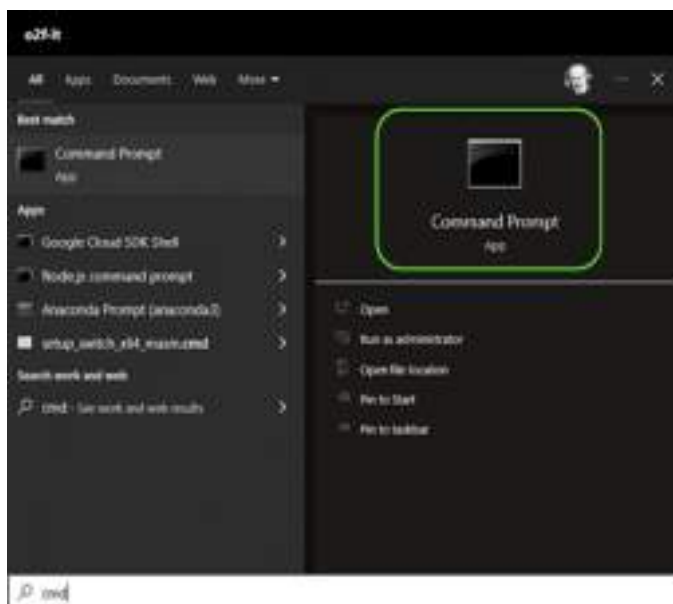 o2f-it
All Apps Documents Web More
Best match
Command Prompt
App
Apps
Google Cloud SDK Shell
Node.js command prompt
Anaconda Prompt (anaconda3)
setup_switch_x64_masm.cmd
Search work and web
cmd - See work and web results
Command Prompt
App
Open
Run as administrator
Open file location
Pin to Start
Pin to taskbar
cmd